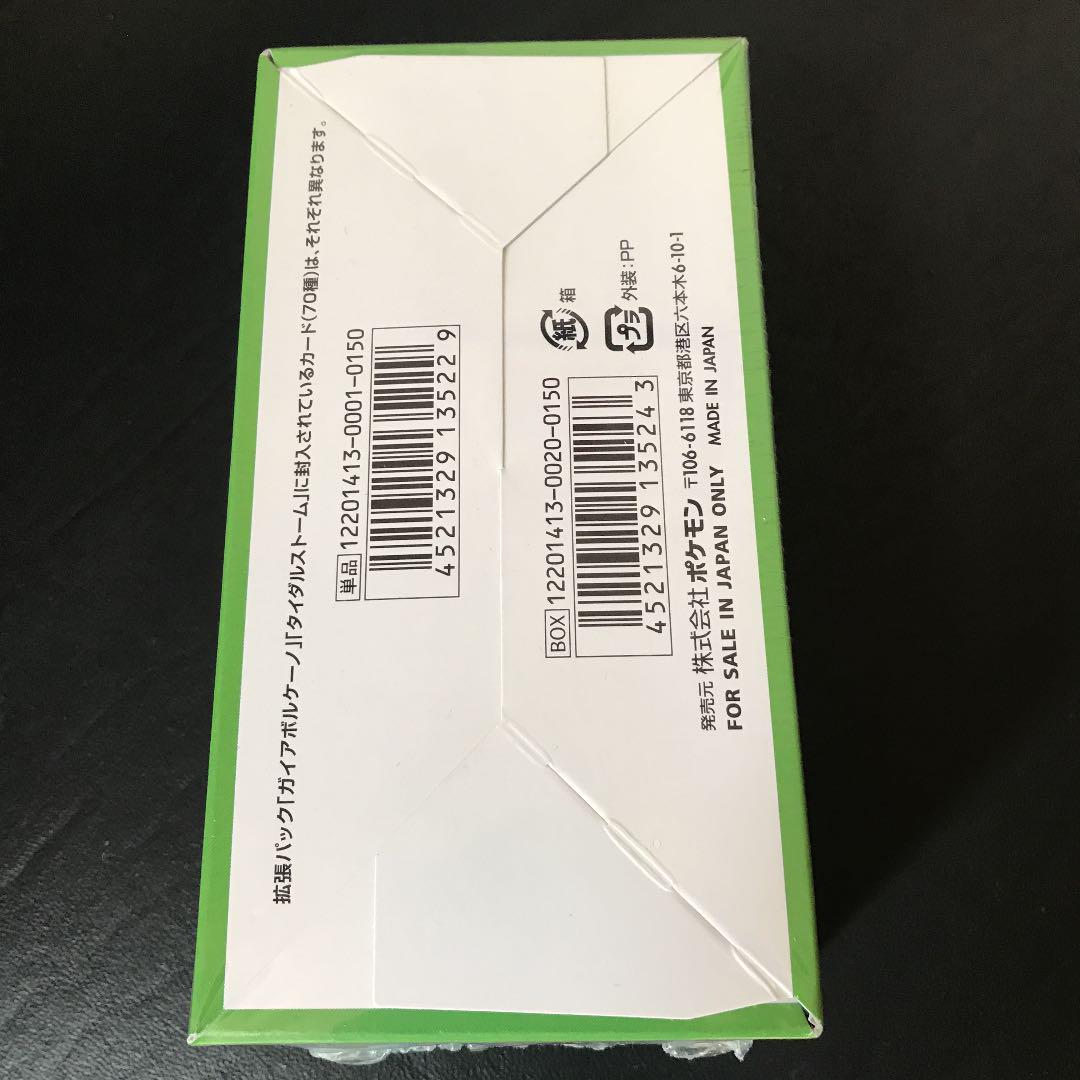 拡張パック「ガイアボルケーノ」「タイダルストーム」に封入されているカード(70種)は、それぞれ異なります。
単品 12201413-0001-0150
4 521329 135229
BOX 12201413-0020-0150
4 521329 135243
紙 箱
プラ 外装:PP
発売元 株式会社 ポケモン 〒106-6118 東京都港区六本木6-10-1
FOR SALE IN JAPAN ONLY MADE IN JAPAN